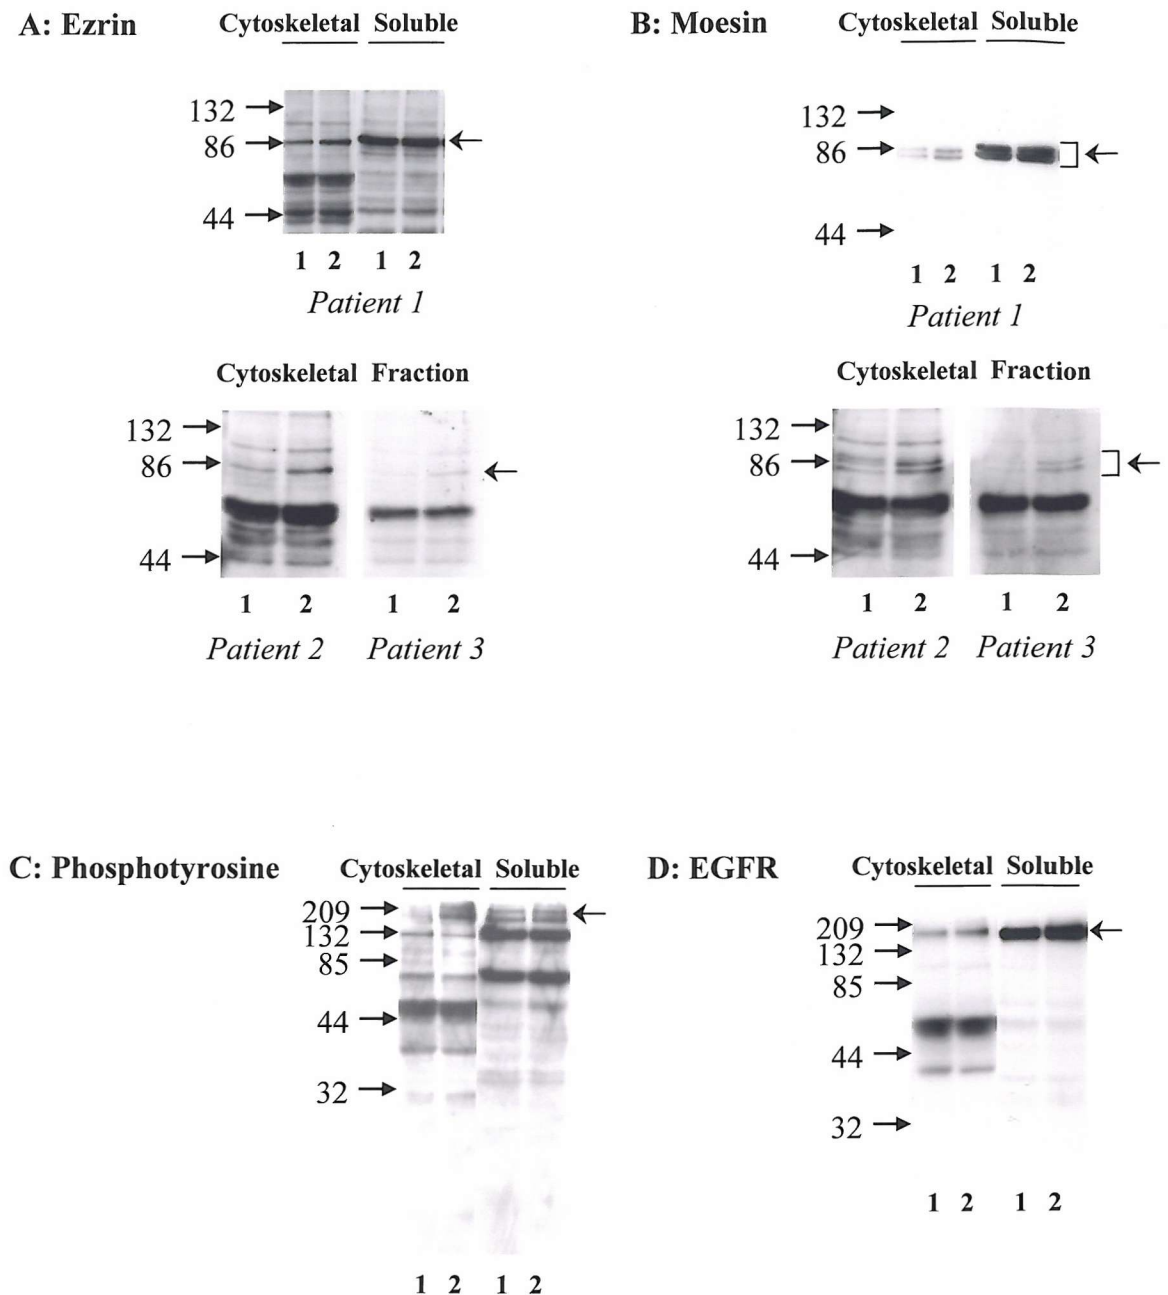 A: Ezrin
Cytoskeletal Soluble
132
86
44
1 2 1 2
Patient 1
Cytoskeletal Fraction
132
86
44
1 2 1 2
Patient 2 Patient 3
B: Moesin
Cytoskeletal Soluble
132
86
44
1 2 1 2
Patient 1
Cytoskeletal Fraction
132
86
44
1 2 1 2
Patient 2 Patient 3
C: Phosphotyrosine
Cytoskeletal Soluble
209
132
85
44
32
1 2 1 2
D: EGFR
Cytoskeletal Soluble
209
132
85
44
32
1 2 1 2